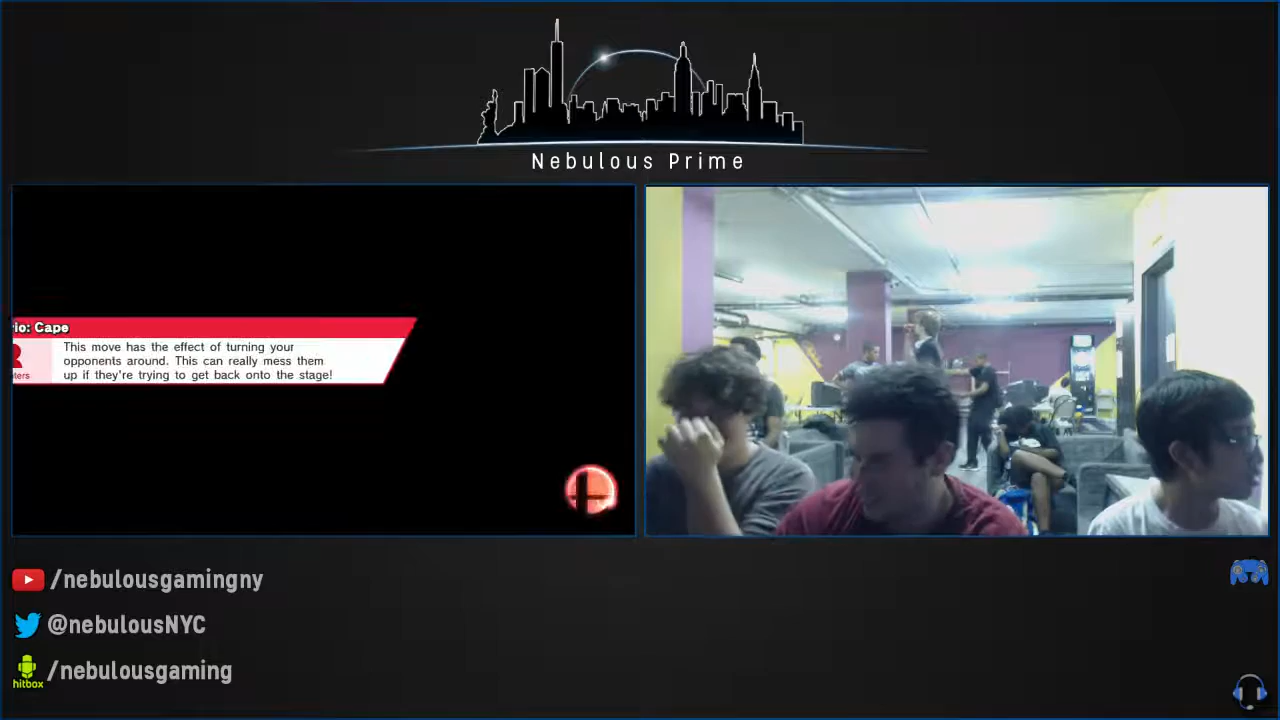 Nebulous Prime
io: Cape
This move has the effect of turning your
opponents around. This can really mess them
up if they're trying to get back onto the stage!
ters
/nebulousgamingny
@nebulousNYC
hitbox
/nebulousgaming